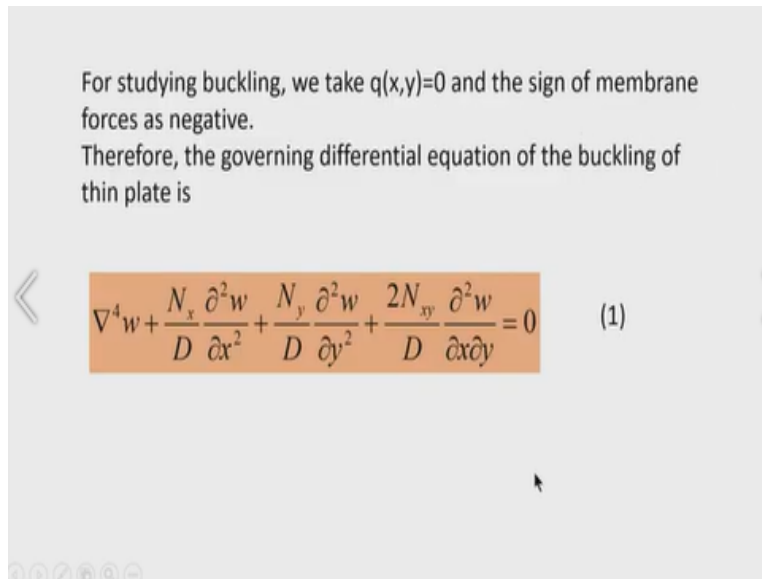 For studying buckling, we take q(x,y)=0 and the sign of membrane
forces as negative.
Therefore, the governing differential equation of the buckling of
thin plate is
∇⁴w + N_x/D ∂²w/∂x² + N_y/D ∂²w/∂y² + 2N_xy/D ∂²w/∂x∂y = 0 (1)